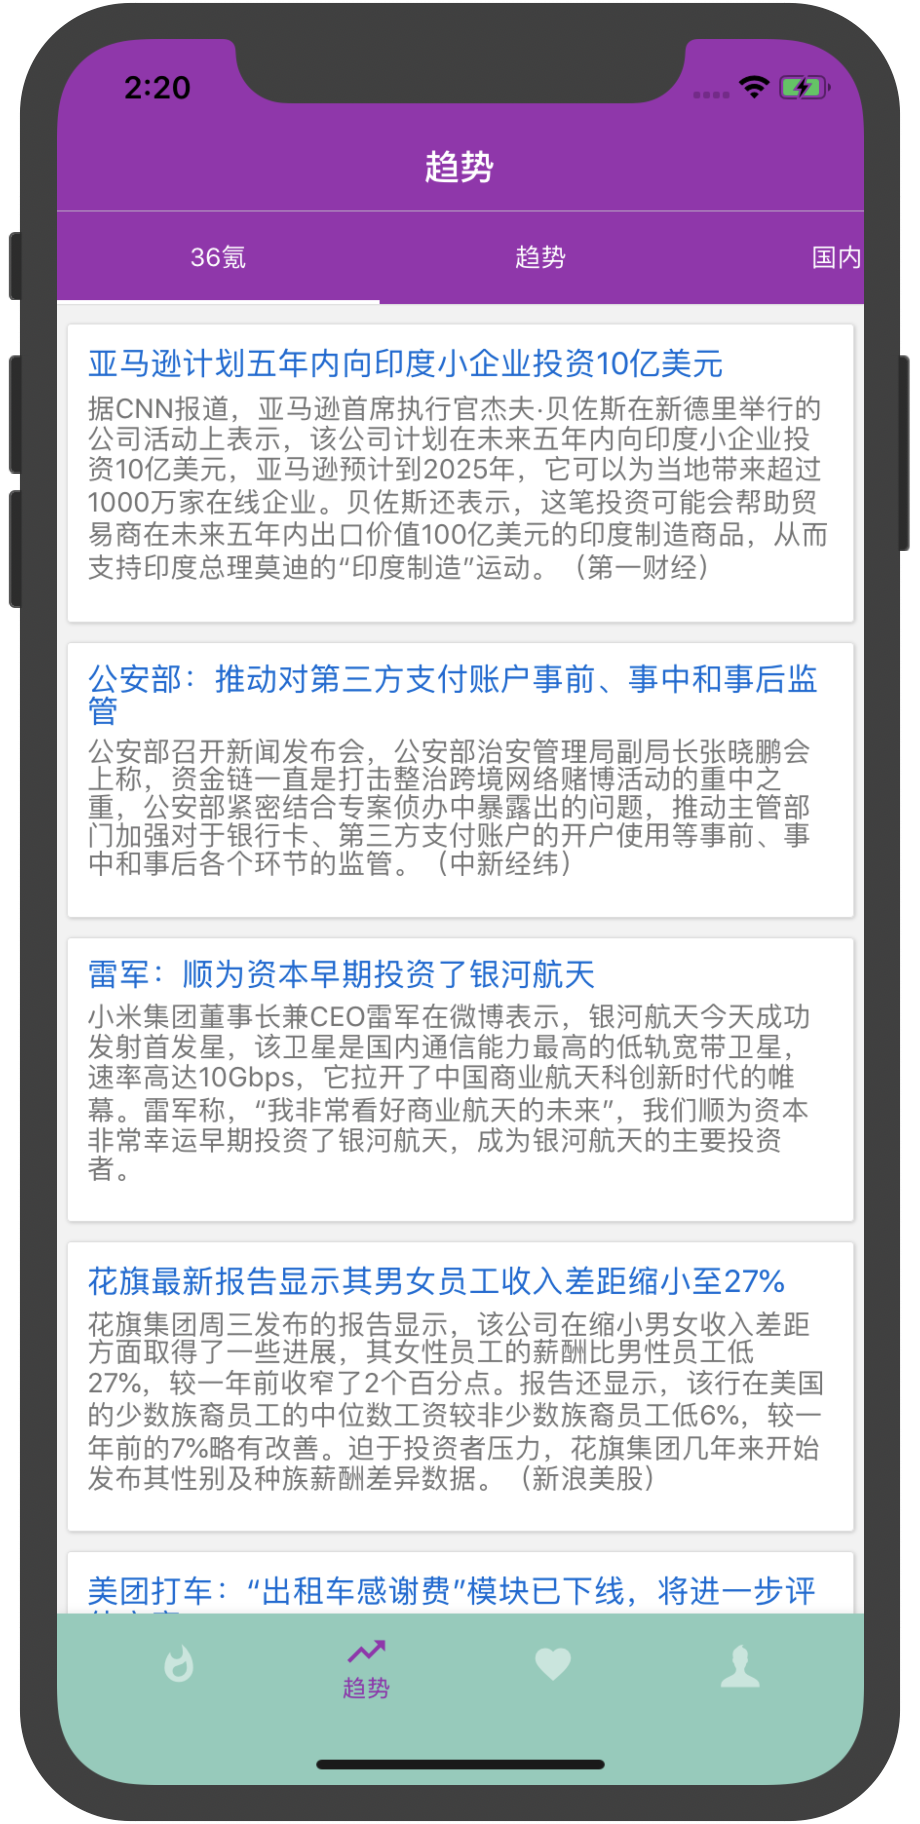 2:20
趋势
36氪
趋势
国内
亚马逊计划五年内向印度小企业投资10亿美元
据CNN报道，亚马逊首席执行官杰夫·贝佐斯在新德里举行的
公司活动上表示，该公司计划在未来五年内向印度小企业投
资10亿美元，亚马逊预计到2025年，它可以为当地带来超过
1000万家在线企业。贝佐斯还表示，这笔投资可能会帮助贸
易商在未来五年内出口价值100亿美元的印度制造商品，从而
支持印度总理莫迪的“印度制造”运动。（第一财经）
公安部：推动对第三方支付账户事前、事中和事后监
管
公安部召开新闻发布会，公安部治安管理局副局长张晓鹏会
上称，资金链一直是打击整治跨境网络赌博活动的重中之
重，公安部紧密结合专案侦办中暴露出的问题，推动主管部
门加强对于银行卡、第三方支付账户的开户使用等事前、事
中和事后各个环节的监管。（中新经纬）
雷军：顺为资本早期投资了银河航天
小米集团董事长兼CEO雷军在微博表示，银河航天今天成功
发射首发星，该卫星是国内通信能力最高的低轨宽带卫星，
速率高达10Gbps，它拉开了中国商业航天科创新时代的帷
幕。雷军称，“我非常看好商业航天的未来”，我们顺为资本
非常幸运早期投资了银河航天，成为银河航天的主要投资
者。
花旗最新报告显示其男女员工收入差距缩小至27%
花旗集团周三发布的报告显示，该公司在缩小男女收入差距
方面取得了一些进展，其女性员工的薪酬比男性员工低
27%，较一年前收窄了2个百分点。报告还显示，该行在美国
的少数族裔员工的中位数工资较非少数族裔员工低6%，较一
年前的7%略有改善。迫于投资者压力，花旗集团几年来开始
发布其性别及种族薪酬差异数据。（新浪美股）
美团打车：“出租车感谢费”模块已下线，将进一步评
趋势